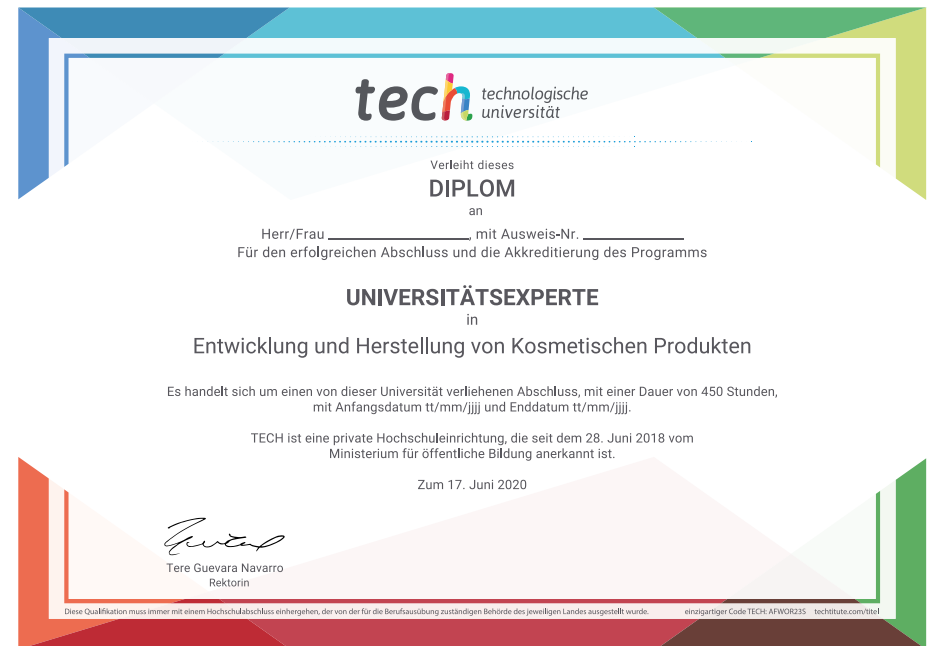 tech technologische
universität
Verleiht dieses
DIPLOM
an
Herr/Frau ____________________, mit Ausweis-Nr. ______________
Für den erfolgreichen Abschluss und die Akkreditierung des Programms
UNIVERSITÄTSEXPERTE
in
Entwicklung und Herstellung von Kosmetischen Produkten
Es handelt sich um einen von dieser Universität verliehenen Abschluss, mit einer Dauer von 450 Stunden,
mit Anfangsdatum tt/mm/jjjj und Enddatum tt/mm/jjjj.
TECH ist eine private Hochschuleinrichtung, die seit dem 28. Juni 2018 vom
Ministerium für öffentliche Bildung anerkannt ist.
Zum 17. Juni 2020
Tere Guevara Navarro
Rektorin
Diese Qualifikation muss immer mit einem Hochschulabschluss einhergehen, der von der für die Berufsausübung zuständigen Behörde des jeweiligen Landes ausgestellt wurde. einzigartiger Code TECH: AFWOR23S techtitute.com/titel